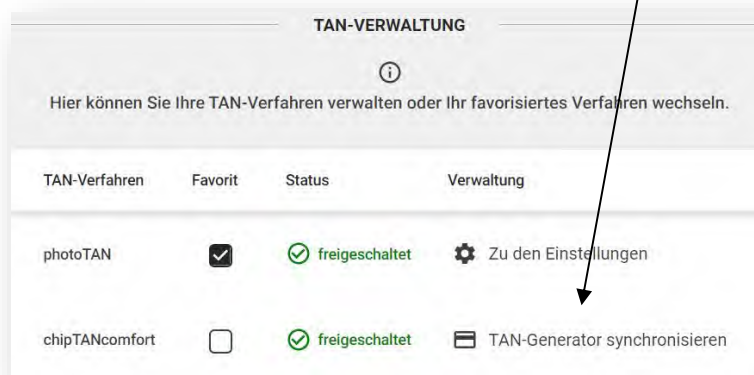 TAN-VERWALTUNG
Hier können Sie Ihre TAN-Verfahren verwalten oder Ihr favorisiertes Verfahren wechseln.
TAN-Verfahren Favorit Status Verwaltung
photoTAN freigeschaltet Zu den Einstellungen
chipTANcomfort freigeschaltet TAN-Generator synchronisieren